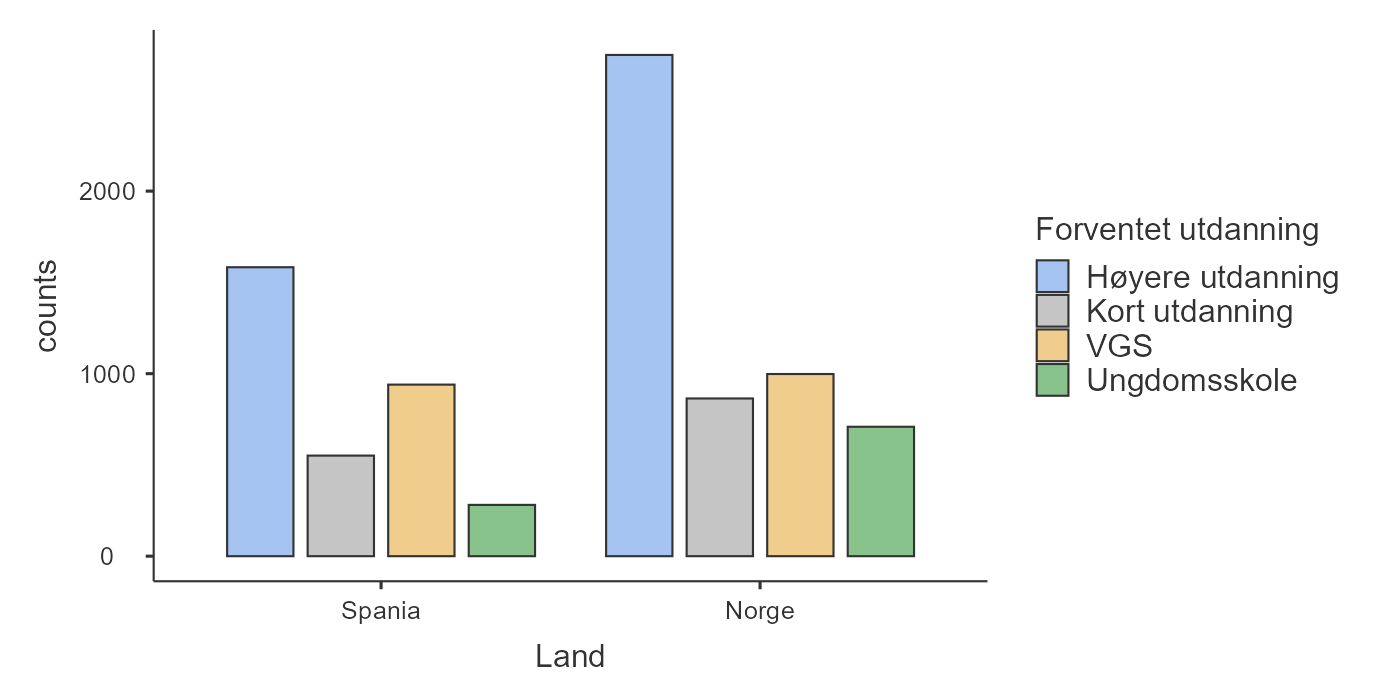 counts
2000
1000
0
Spania
Norge
Land
Forventet utdanning
Høyere utdanning
Kort utdanning
VGS
Ungdomsskole